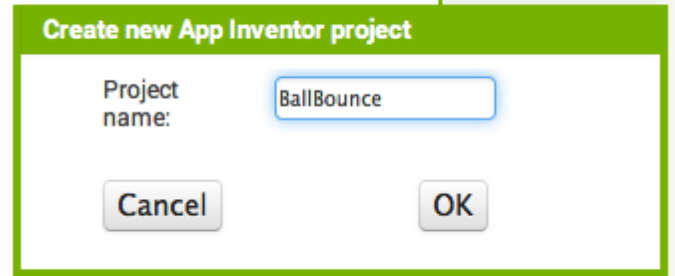 Create new App Inventor project
Project
name:
BallBounce
Cancel
OK